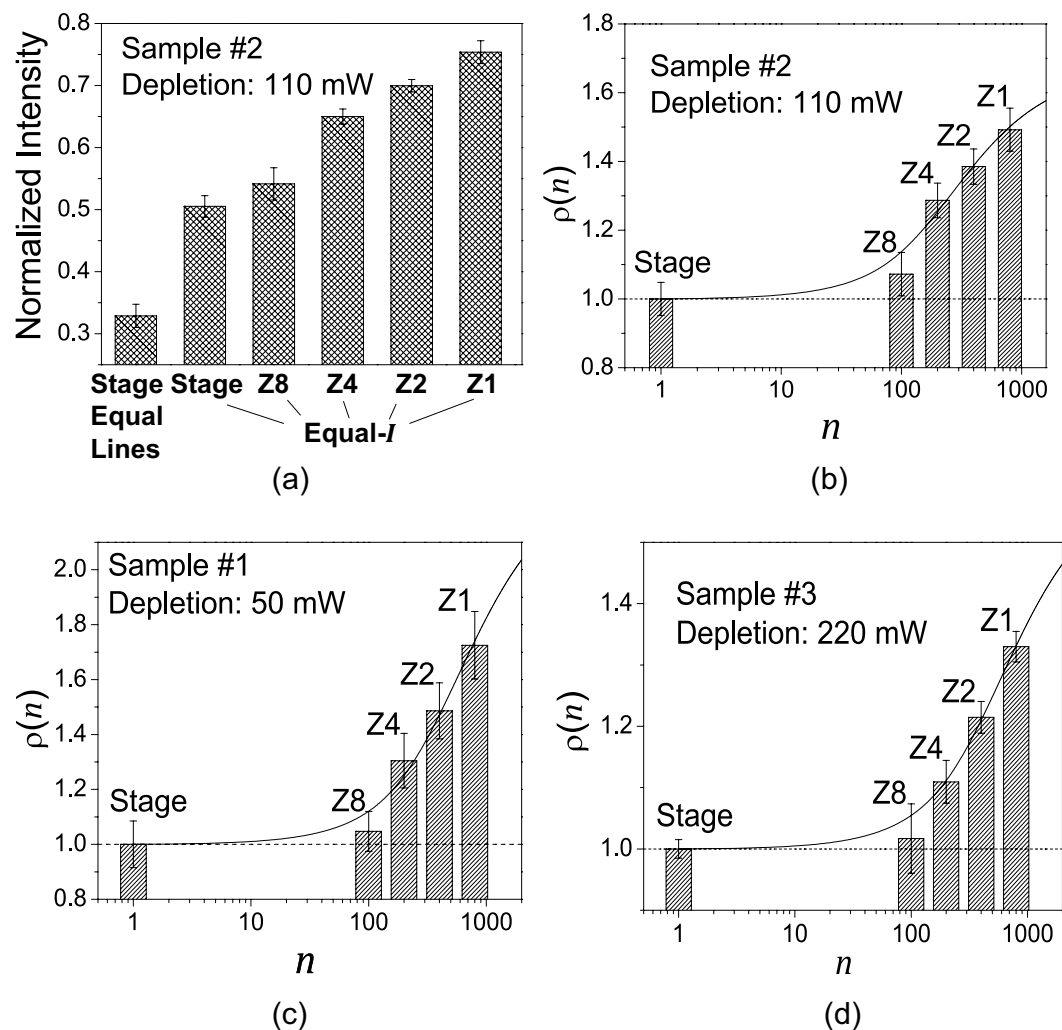 Normalized Intensity
0.8
0.7
0.6
0.5
0.4
0.3
Sample #2
Depletion: 110 mW
Stage Stage Z8 Z4 Z2 Z1
Equal
Lines
Equal-I
(a)
ρ(n)
1.8
1.6
1.4
1.2
1.0
0.8
Sample #2
Depletion: 110 mW
Stage
Z8
Z4
Z2
Z1
1 10 100 1000
n
(b)
ρ(n)
2.0
1.8
1.6
1.4
1.2
1.0
0.8
Sample #1
Depletion: 50 mW
Stage
Z8
Z4
Z2
Z1
1 10 100 1000
n
(c)
ρ(n)
1.4
1.2
1.0
Sample #3
Depletion: 220 mW
Stage
Z8
Z4
Z2
Z1
1 10 100 1000
n
(d)